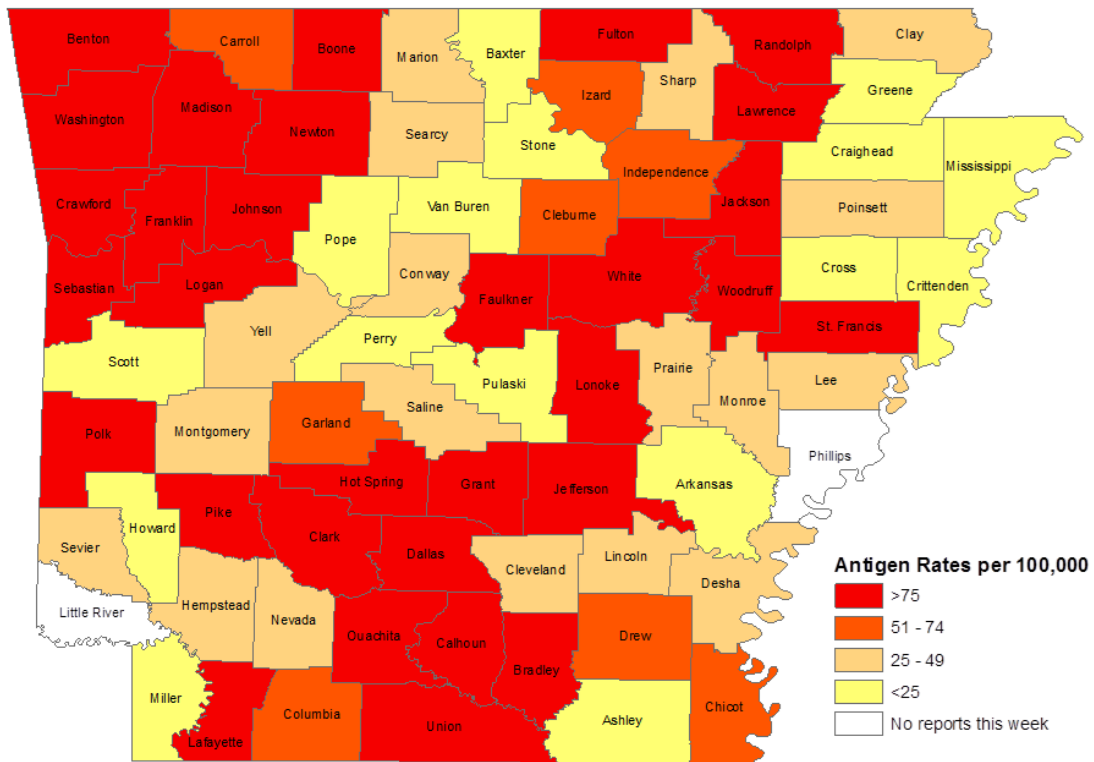 Benton
Carroll
Boone
Marion
Baxter
Fulton
Randolph
Clay
Izard
Sharp
Greene
Washington
Madison
Newton
Searcy
Stone
Lawrence
Craighead
Mississippi
Independence
Crawford
Franklin
Johnson
Pope
Van Buren
Cleburne
Jackson
Poinsett
Sebastian
Logan
Conway
Faulkner
White
Woodruff
Cross
Crittenden
Scott
Yell
Perry
Pulaski
Lonoke
Prairie
St. Francis
Lee
Monroe
Polk
Montgomery
Garland
Saline
Phillips
Hot Spring
Grant
Jefferson
Arkansas
Howard
Pike
Clark
Dallas
Sevier
Cleveland
Lincoln
Desha
Little River
Hempstead
Nevada
Ouachita
Calhoun
Bradley
Drew
Miller
Lafayette
Columbia
Union
Ashley
Chicot
Antigen Rates per 100,000
>75
51 - 74
25 - 49
<25
No reports this week